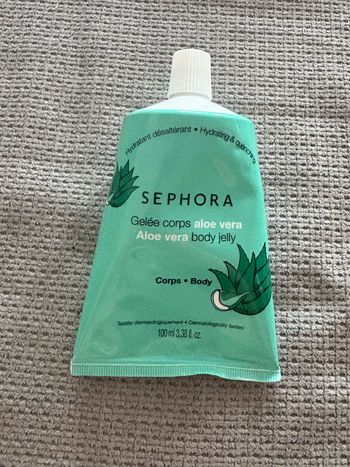 Hydratant désaltérant • Hydrating & quenching
SEPHORA
Gelée corps aloe vera
Aloe vera body jelly
Corps • Body
Testée dermatologiquement • Dermatologically tested
100 ml 3,38 fl. oz.